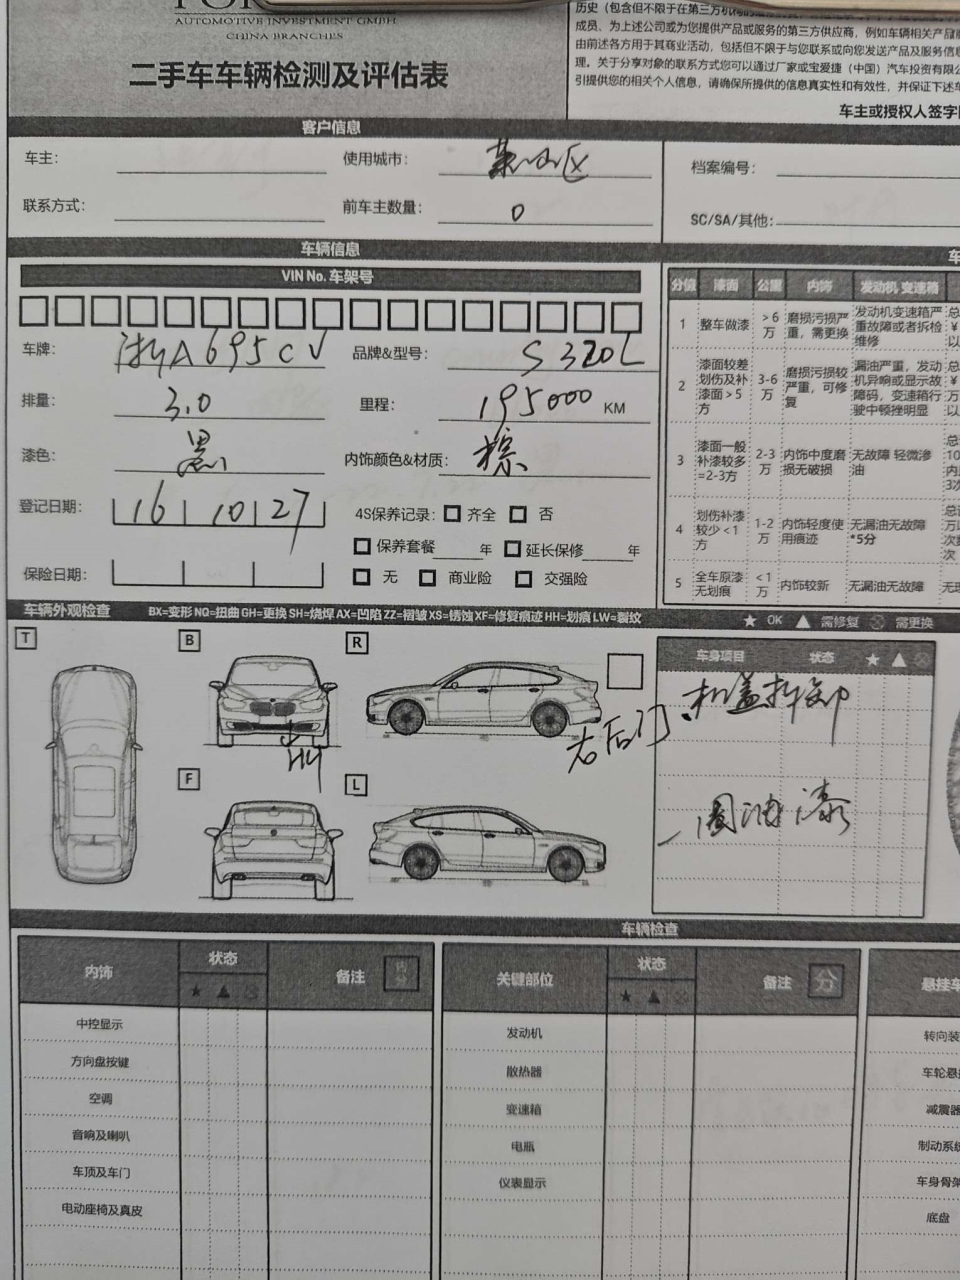 AUTOMOTIVE INVESTMENT GMBH
CHINA BRANCHES
二手车车辆检测及评估表
成员、为上述公司或为您提供产品或服务的第三方供应商，例如车辆相关产品
由前述各方用于其商业活动，包括但不限于与您联系或向您发送产品及服务信息
理。关于分享对象的联系方式您可以通过厂家或宝爱捷（中国）汽车投资有限公
引提供您的相关个人信息，请确保所提供的信息真实性和有效性，并保证下述车
车主或授权人签字
客户信息
车主：
使用城市：
萧山区
档案编号：
联系方式：
前车主数量：
0
SC/SA/其他：
车辆信息
VIN No. 车架号
车牌：
浙A695CV
品牌&型号：
S320L
排量：
3.0
里程：
195000 KM
漆色：
黑
内饰颜色&材质：
棕
登记日期：
16 10 27
4S保养记录： 齐全 否
保养套餐 年 延长保修 年
保险日期：
无 商业险 交强险
分值 漆面 公里 内饰 发动机 变速箱
1 整车做漆 >6万 磨损污损严重，需更换 发动机变速箱严重故障或者拆检维修
2 漆面较差划伤及补漆面>5方 3-6万 磨损污损较严重，可修复 漏油严重，发动机异响或显示故障码，变速箱行驶中顿挫明显
3 漆面一般补漆较多=2-3方 2-3万 内饰中度磨损无破损 无故障 轻微渗油
4 划伤补漆较少<1方 1-2万 内饰轻度使用痕迹 无漏油无故障*5分
5 全车原漆无划痕 <1万 内饰较新 无漏油无故障
车辆外观检查
BX=变形 NQ=扭曲 GH=更换 SH=烧焊 AX=凹陷 ZZ=褶皱 XS=锈蚀 XF=修复痕迹 HH=划痕 LW=裂纹
★ OK ▲ 需修复 需更换
T
B
R
车身项目 状态 ★ ▲
右后门、机盖拆卸
HH
F
L
一圈油漆
车辆检查
内饰 状态 备注
★ ▲
中控显示
方向盘按键
空调
音响及喇叭
车顶及车门
电动座椅及真皮
关键部位 状态 备注
★ ▲
发动机
散热器
变速箱
电瓶
仪表显示
悬挂车
转向装
车轮悬挂
减震器
制动系统
车身骨架
底盘